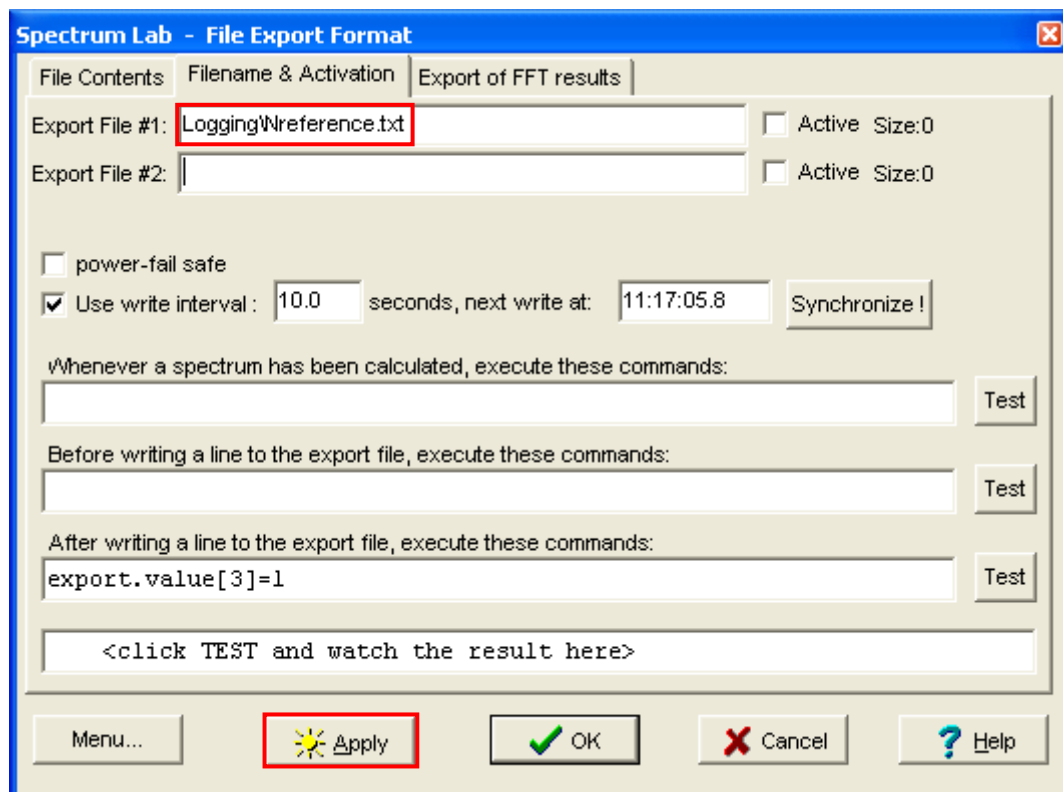 Spectrum Lab - File Export Format
File Contents Filename & Activation Export of FFT results
Export File #1: Logging\Nreference.txt Active Size:0
Export File #2: Active Size:0
power-fail safe
Use write interval : 10.0 seconds, next write at: 11:17:05.8 Synchronize !
Whenever a spectrum has been calculated, execute these commands:
Test
Before writing a line to the export file, execute these commands:
Test
After writing a line to the export file, execute these commands:
export.value[3]=1 Test
<click TEST and watch the result here>
Menu... Apply OK Cancel ? Help